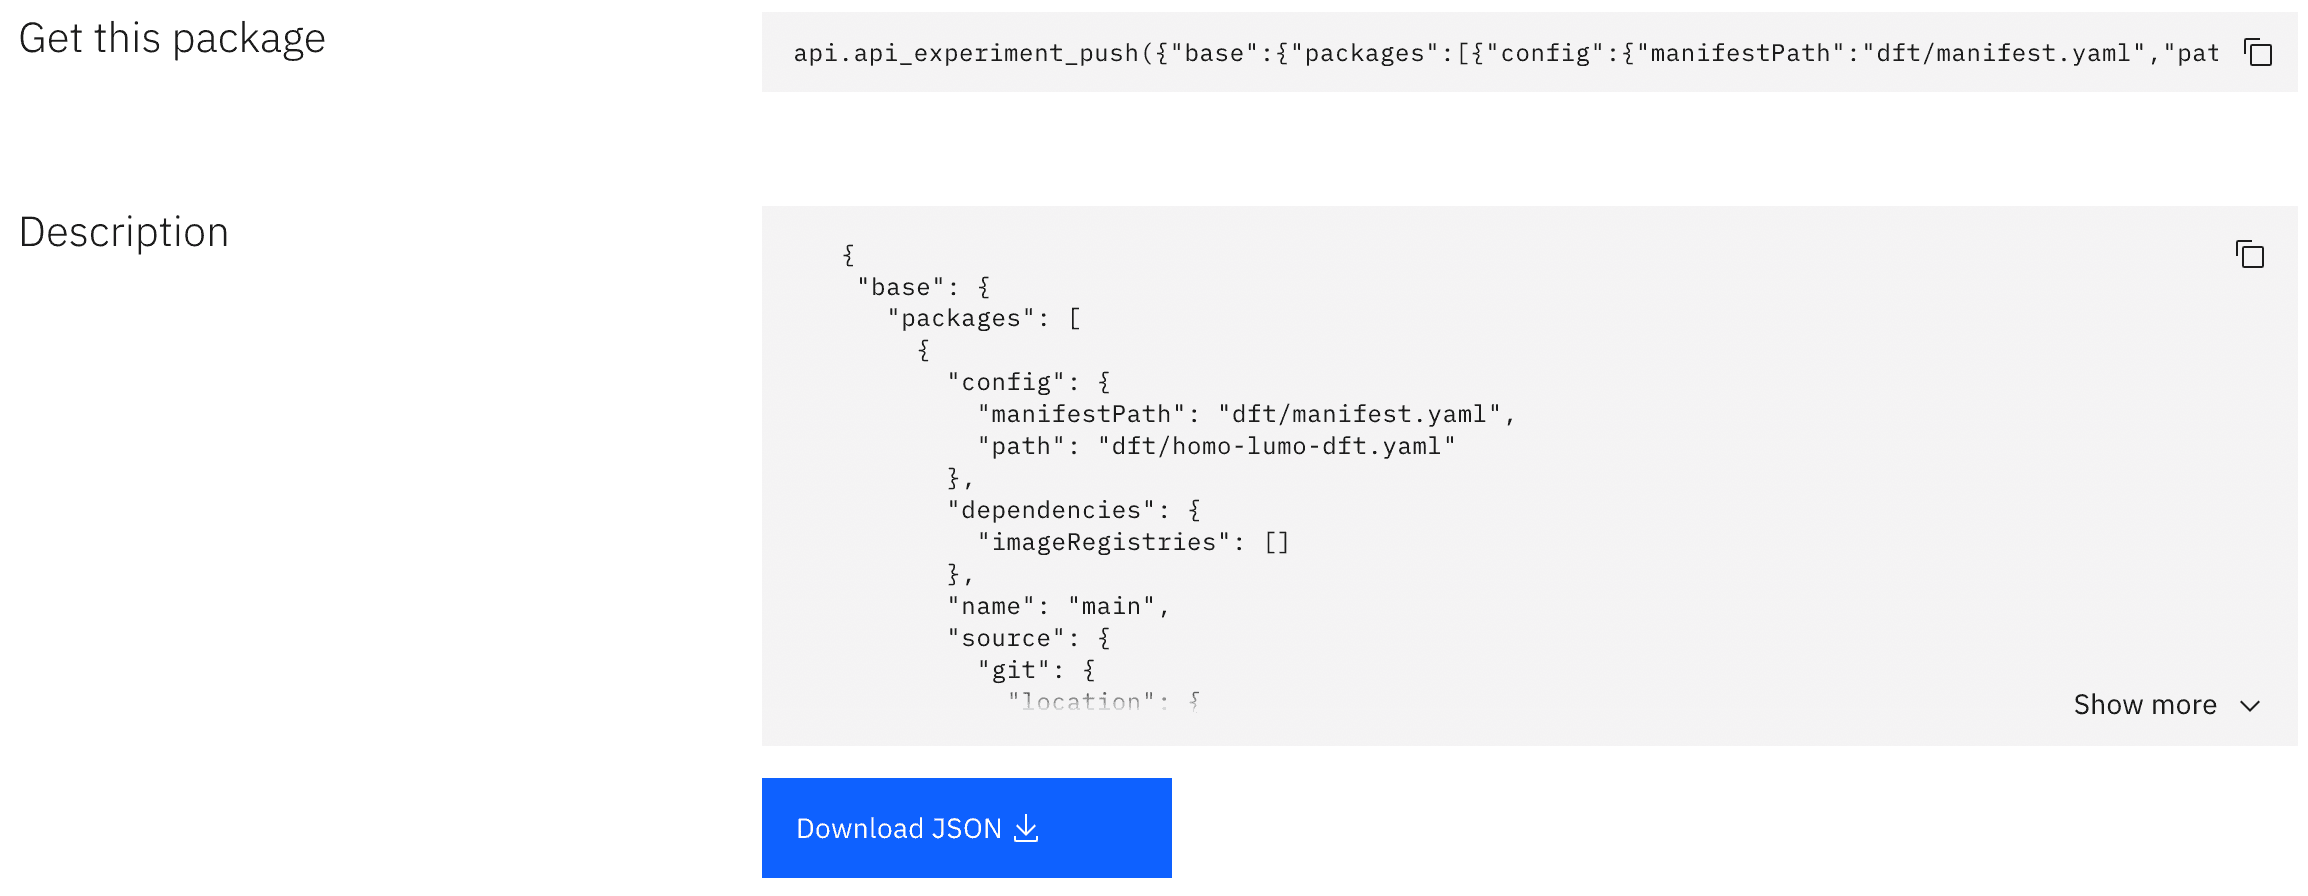 Get this package
api.api_experiment_push({"base":{"packages":[{"config":{"manifestPath":"dft/manifest.yaml","pat
Description
{
"base": {
"packages": [
{
"config": {
"manifestPath": "dft/manifest.yaml",
"path": "dft/homo-lumo-dft.yaml"
},
"dependencies": {
"imageRegistries": []
},
"name": "main",
"source": {
"git": {
"location": {
Show more
Download JSON